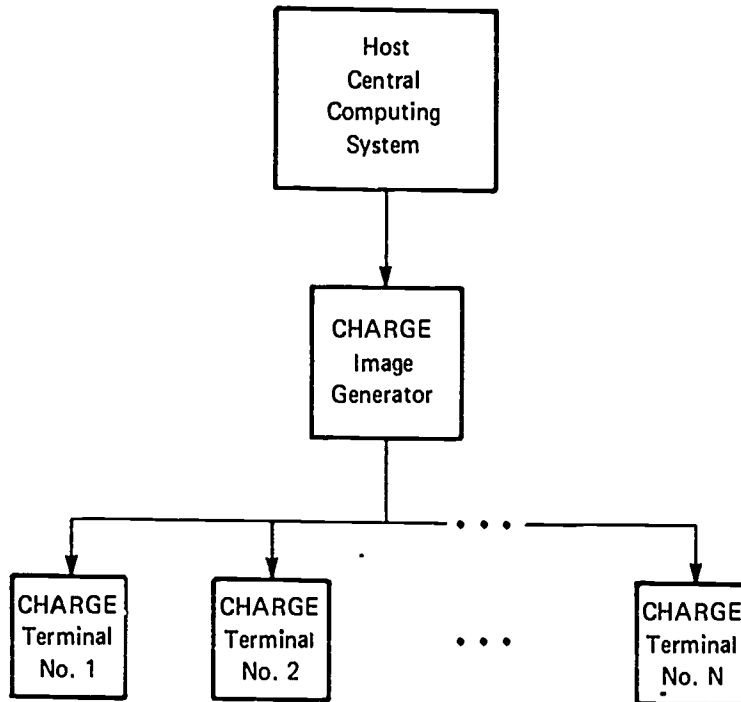 Host
Central
Computing
System
CHARGE
Image
Generator
CHARGE
Terminal
No. 1
CHARGE
Terminal
No. 2
CHARGE
Terminal
No. N